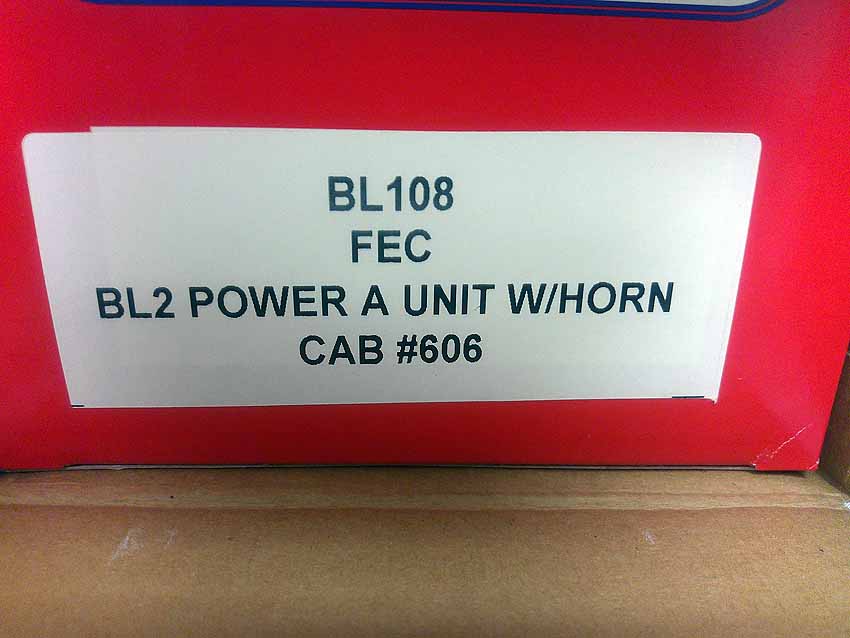 BL108
FEC
BL2 POWER A UNIT W/HORN
CAB #606